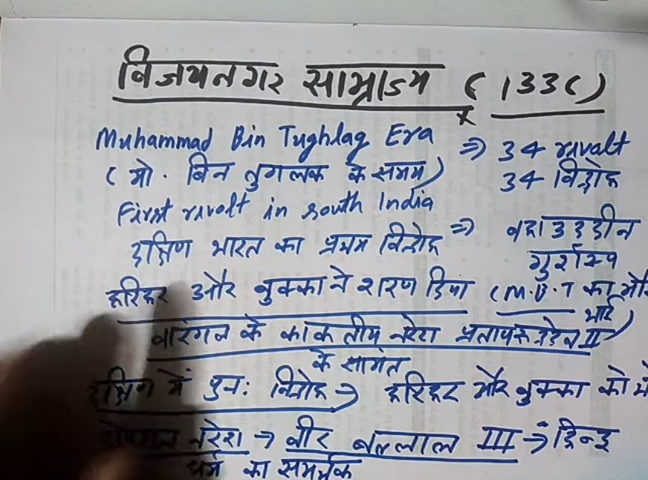 विजयनगर साम्राज्य (1336)
Muhammad Bin Tughlaq Era ⇒ 34 revolt
(मो. बिन तुगलक के समय) 34 विद्रोह
First revolt in south India
दक्षिण भारत का प्रथम विद्रोह ⇒ बहाउद्दीन
गुर्शास्प
हरिहर और बुक्का ने शरण दिया (M.B.T का
भाई)
वारंगल के काकतीय नरेश प्रतापरुद्रदेव II
के सामंत
दक्षिण में पुनः विद्रोह → हरिहर और बुक्का को
नरेश → वीर बल्लाल III → हिन्दू
धर्म का समर्थक